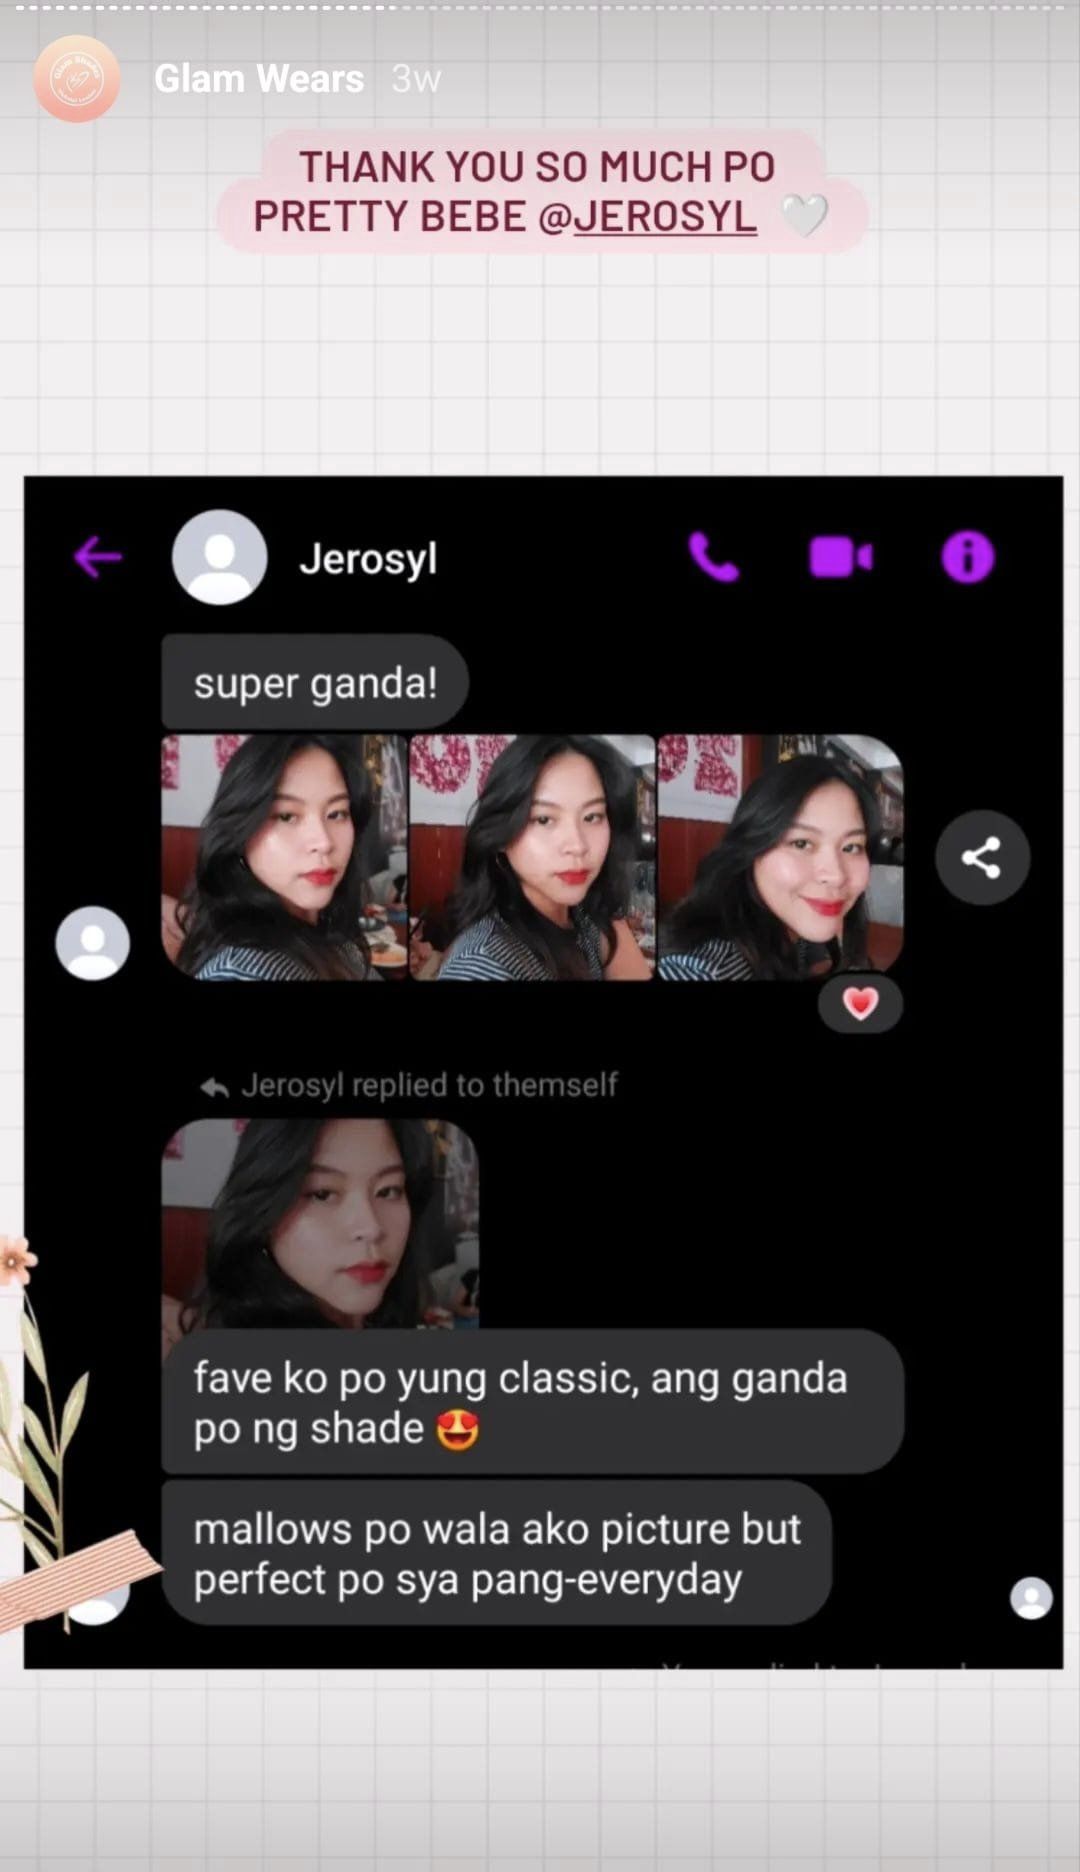 Glam Wears 3w
THANK YOU SO MUCH PO
PRETTY BEBE @JEROSYL 🤍
Jerosyl
super ganda!
Jerosyl replied to themself
fave ko po yung classic, ang ganda
po ng shade 😍
mallows po wala ako picture but
perfect po sya pang-everyday